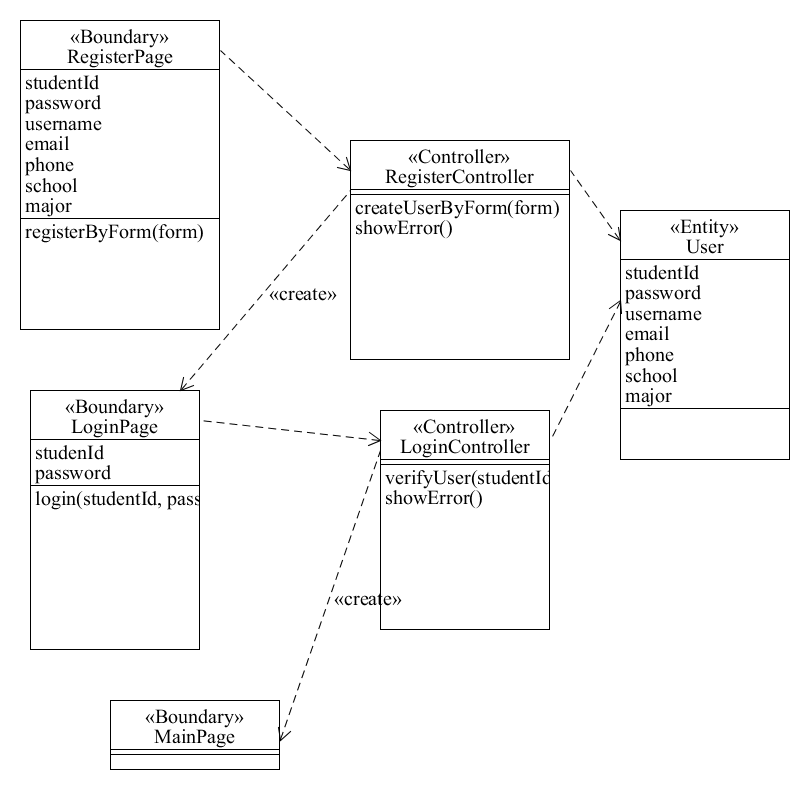 «Boundary»
RegisterPage
studentId
password
username
email
phone
school
major
registerByForm(form)
«Controller»
RegisterController
createUserByForm(form)
showError()
«Entity»
User
studentId
password
username
email
phone
school
major
«create»
«Boundary»
LoginPage
studenId
password
login(studentId, pass
«Controller»
LoginController
verifyUser(studentId
showError()
«create»
«Boundary»
MainPage